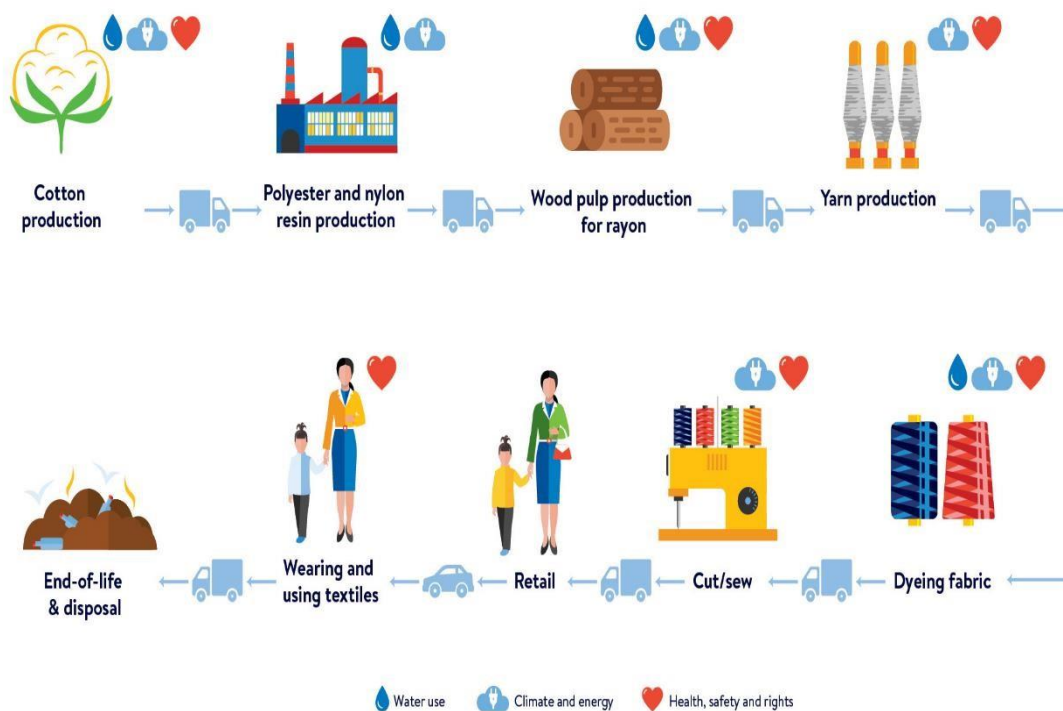 Cotton
production
Polyester and nylon
resin production
Wood pulp production
for rayon
Yarn production
End-of-life
& disposal
Wearing and
using textiles
Retail
Cut/sew
Dyeing fabric
Water use
Climate and energy
Health, safety and rights